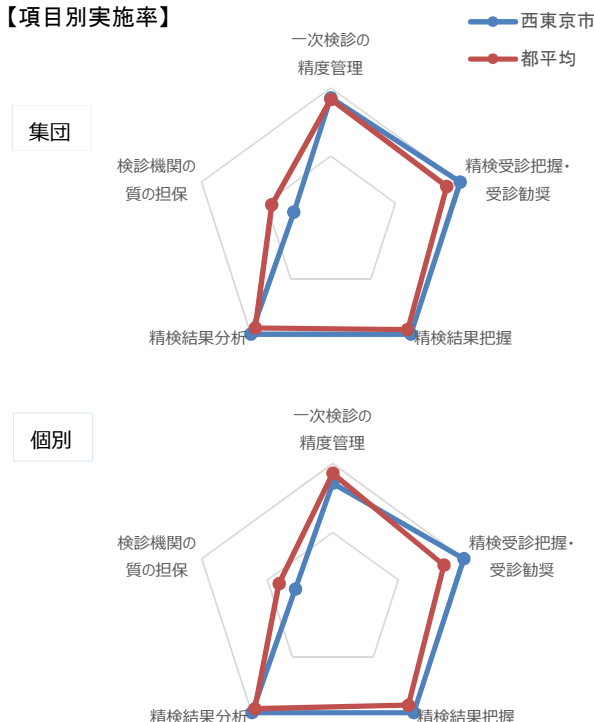 【項目別実施率】
西東京市
都平均
集団
一次検診の
精度管理
精検受診把握・
受診勧奨
検診機関の
質の担保
精検結果分析
精検結果把握
個別
一次検診の
精度管理
精検受診把握・
受診勧奨
検診機関の
質の担保
精検結果分析
精検結果把握